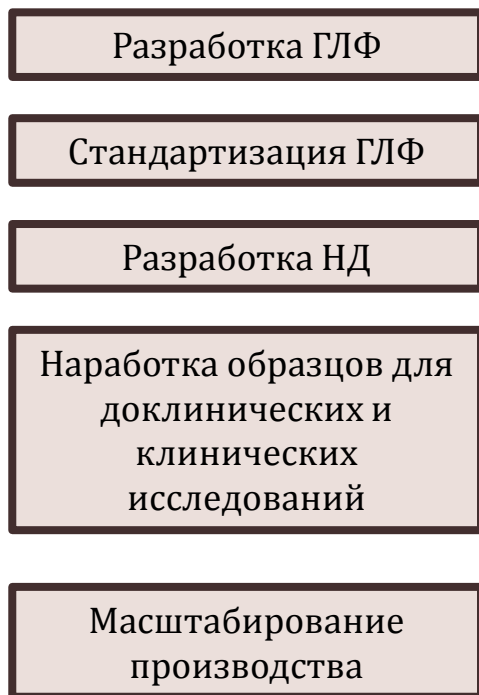 Разработка ГЛФ
Стандартизация ГЛФ
Разработка НД
Наработка образцов для
доклинических и
клинических
исследований
Масштабирование
производства